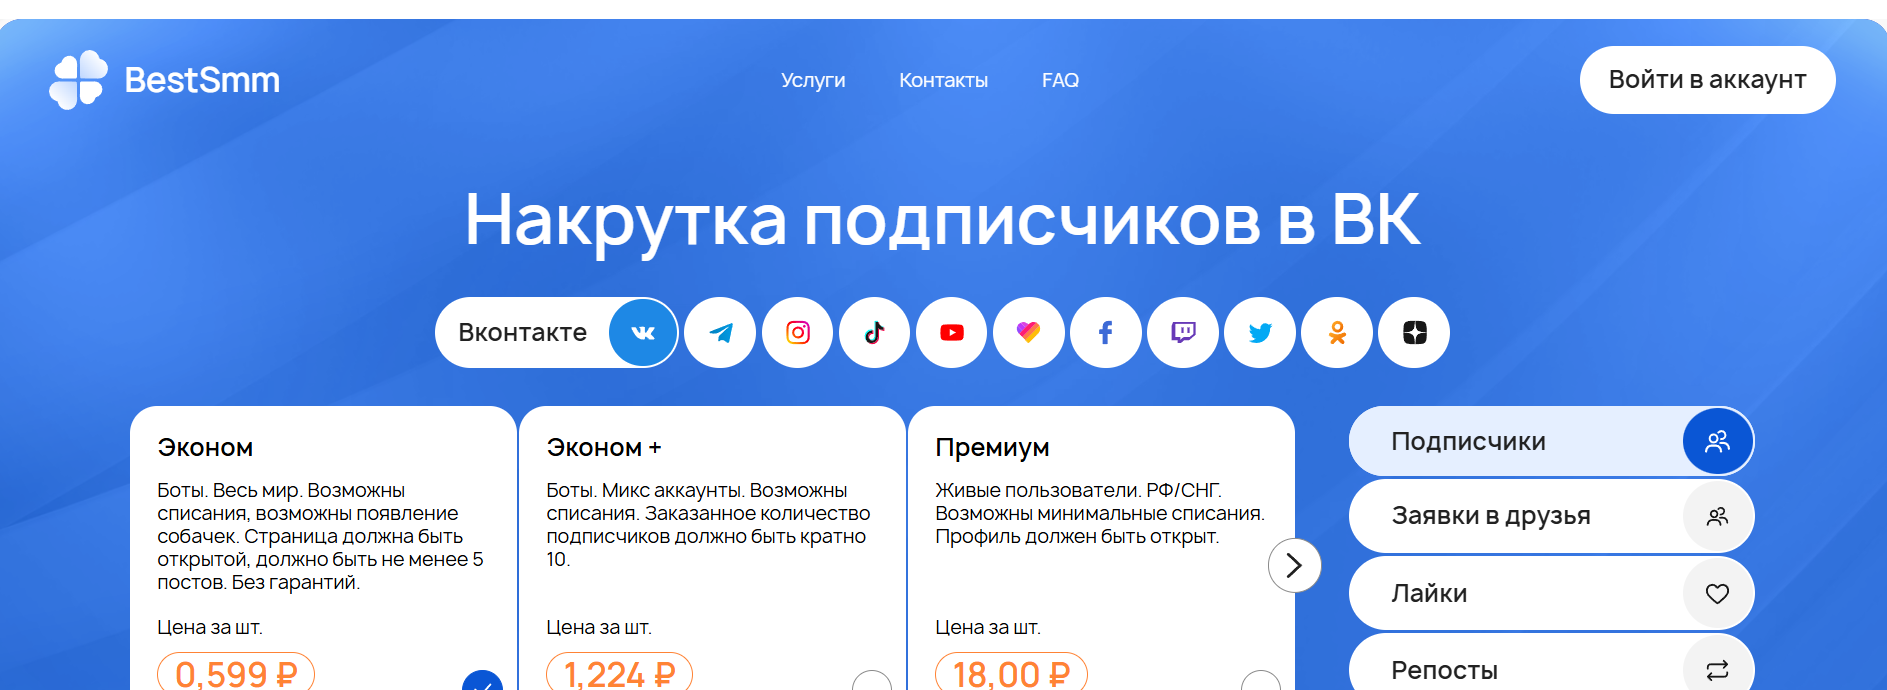 BestSmm
Услуги
Контакты
FAQ
Войти в аккаунт
Накрутка подписчиков в ВК
Вконтакте
Эконом
Боты. Весь мир. Возможны
списания, возможны появление
собачек. Страница должна быть
открытой, должно быть не менее 5
постов. Без гарантий.
Цена за шт.
0,599 ₽
Эконом +
Боты. Микс аккаунты. Возможны
списания. Заказанное количество
подписчиков должно быть кратно
10.
Цена за шт.
1,224 ₽
Премиум
Живые пользователи. РФ/СНГ.
Возможны минимальные списания.
Профиль должен быть открыт.
Цена за шт.
18,00 ₽
Подписчики
Заявки в друзья
Лайки
Репосты